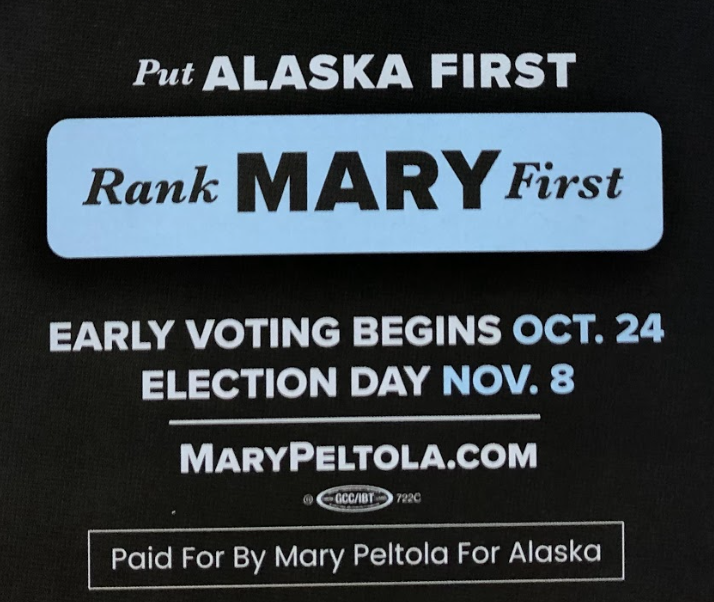 Put ALASKA FIRST
Rank MARY First
EARLY VOTING BEGINS OCT. 24
ELECTION DAY NOV. 8
MARYPELTOLA.COM
® GCC/IBT 722C
Paid For By Mary Peltola For Alaska